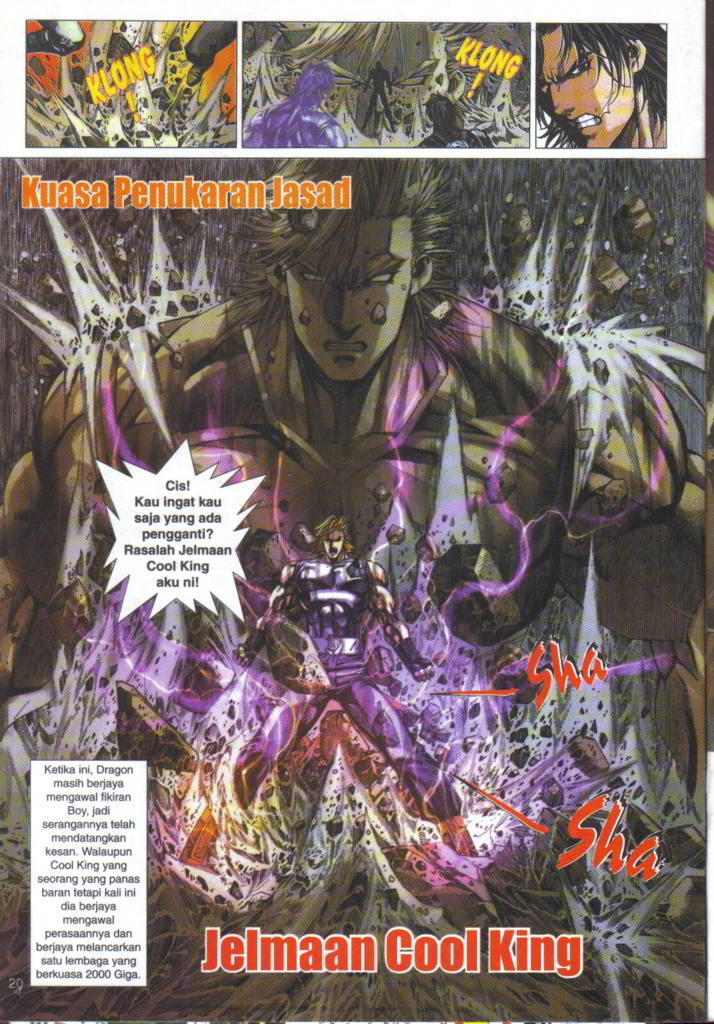 KLONG
!
KLONG
!
Kuasa Penukaran Jasad
Cis!
Kau ingat kau
saja yang ada
pengganti?
Rasalah Jelmaan
Cool King
aku ni!
Sha
Sha
Ketika ini, Dragon
masih berjaya
mengawal fikiran
Boy, jadi
serangannya telah
mendatangkan
kesan. Walaupun
Cool King yang
seorang yang panas
baran tetapi kali ini
dia berjaya
mengawal
perasaannya dan
berjaya melancarkan
satu lembaga yang
berkuasa 2000 Giga.
Jelmaan Cool King
20